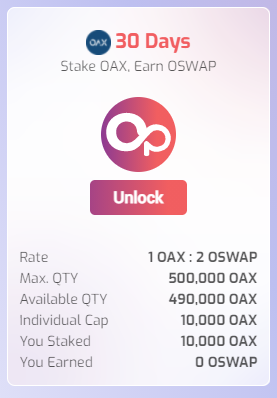 OAX 30 Days
Stake OAX, Earn OSWAP
Unlock
Rate 1 OAX : 2 OSWAP
Max. QTY 500,000 OAX
Available QTY 490,000 OAX
Individual Cap 10,000 OAX
You Staked 10,000 OAX
You Earned 0 OSWAP